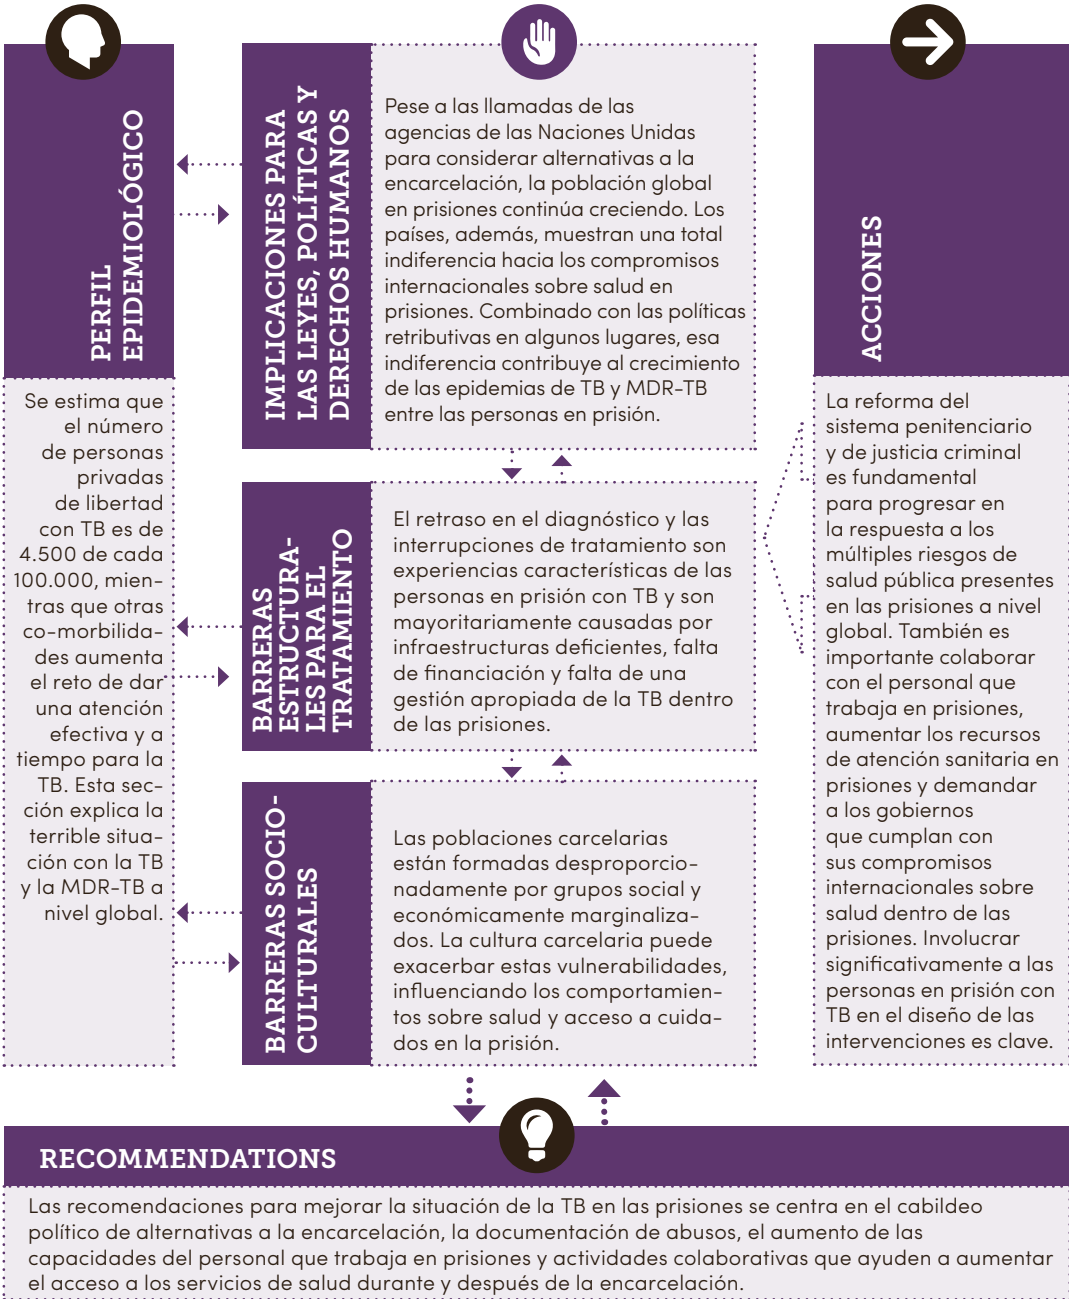 PERFIL
EPIDEMIOLÓGICO
Se estima que
el número
de personas
privadas
de libertad
con TB es de
4.500 de cada
100.000, mien-
tras que otras
co-morbilida-
des aumenta
el reto de dar
una atención
efectiva y a
tiempo para la
TB. Esta sec-
ción explica la
terrible situa-
ción con la TB
y la MDR-TB a
nivel global.
IMPLICACIONES PARA
LAS LEYES, POLÍTICAS Y
DERECHOS HUMANOS
Pese a las llamadas de las
agencias de las Naciones Unidas
para considerar alternativas a la
encarcelación, la población global
en prisiones continúa creciendo. Los
países, además, muestran una total
indiferencia hacia los compromisos
internacionales sobre salud en
prisiones. Combinado con las políticas
retributivas en algunos lugares, esa
indiferencia contribuye al crecimiento
de las epidemias de TB y MDR-TB
entre las personas en prisión.
BARRERAS
ESTRUCTURA-
LES PARA EL
TRATAMIENTO
El retraso en el diagnóstico y las
interrupciones de tratamiento son
experiencias características de las
personas en prisión con TB y son
mayoritariamente causadas por
infraestructuras deficientes, falta
de financiación y falta de una
gestión apropiada de la TB dentro
de las prisiones.
BARRERAS SOCIO-
CULTURALES
Las poblaciones carcelarias
están formadas desproporcio-
nadamente por grupos social y
económicamente marginaliza-
dos. La cultura carcelaria puede
exacerbar estas vulnerabilidades,
influenciando los comportamien-
tos sobre salud y acceso a cuida-
dos en la prisión.
ACCIONES
La reforma del
sistema penitenciario
y de justicia criminal
es fundamental
para progresar en
la respuesta a los
múltiples riesgos de
salud pública presentes
en las prisiones a nivel
global. También es
importante colaborar
con el personal que
trabaja en prisiones,
aumentar los recursos
de atención sanitaria en
prisiones y demandar
a los gobiernos
que cumplan con
sus compromisos
internacionales sobre
salud dentro de las
prisiones. Involucrar
significativamente a las
personas en prisión con
TB en el diseño de las
intervenciones es clave.
RECOMMENDATIONS
Las recomendaciones para mejorar la situación de la TB en las prisiones se centra en el cabildeo
político de alternativas a la encarcelación, la documentación de abusos, el aumento de las
capacidades del personal que trabaja en prisiones y actividades colaborativas que ayuden a aumentar
el acceso a los servicios de salud durante y después de la encarcelación.